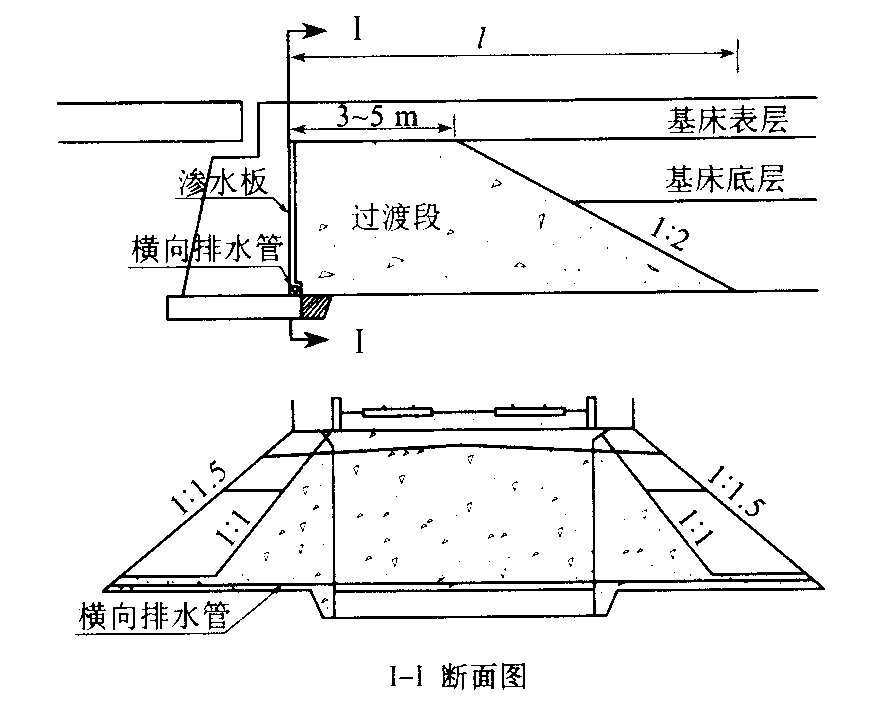 I
l
3~5 m
基床表层
渗水板
基床底层
过渡段
1:2
横向排水管
I
1:1.5
1:1
1:1
1:1.5
横向排水管
I-I 断面图